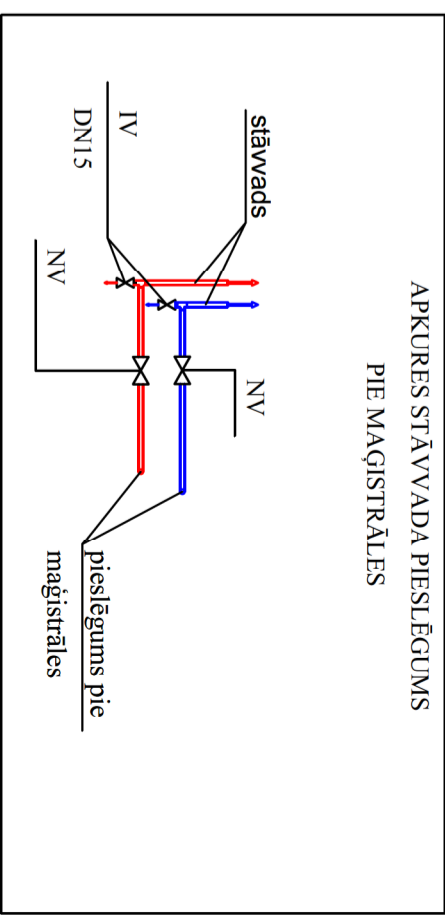 APKURES STĀVVADA PIESLĒGUMS
PIE MAĢISTRĀLES
stāvvads
NV
IV
DN15
NV
pieslēgums pie
maģistrāles